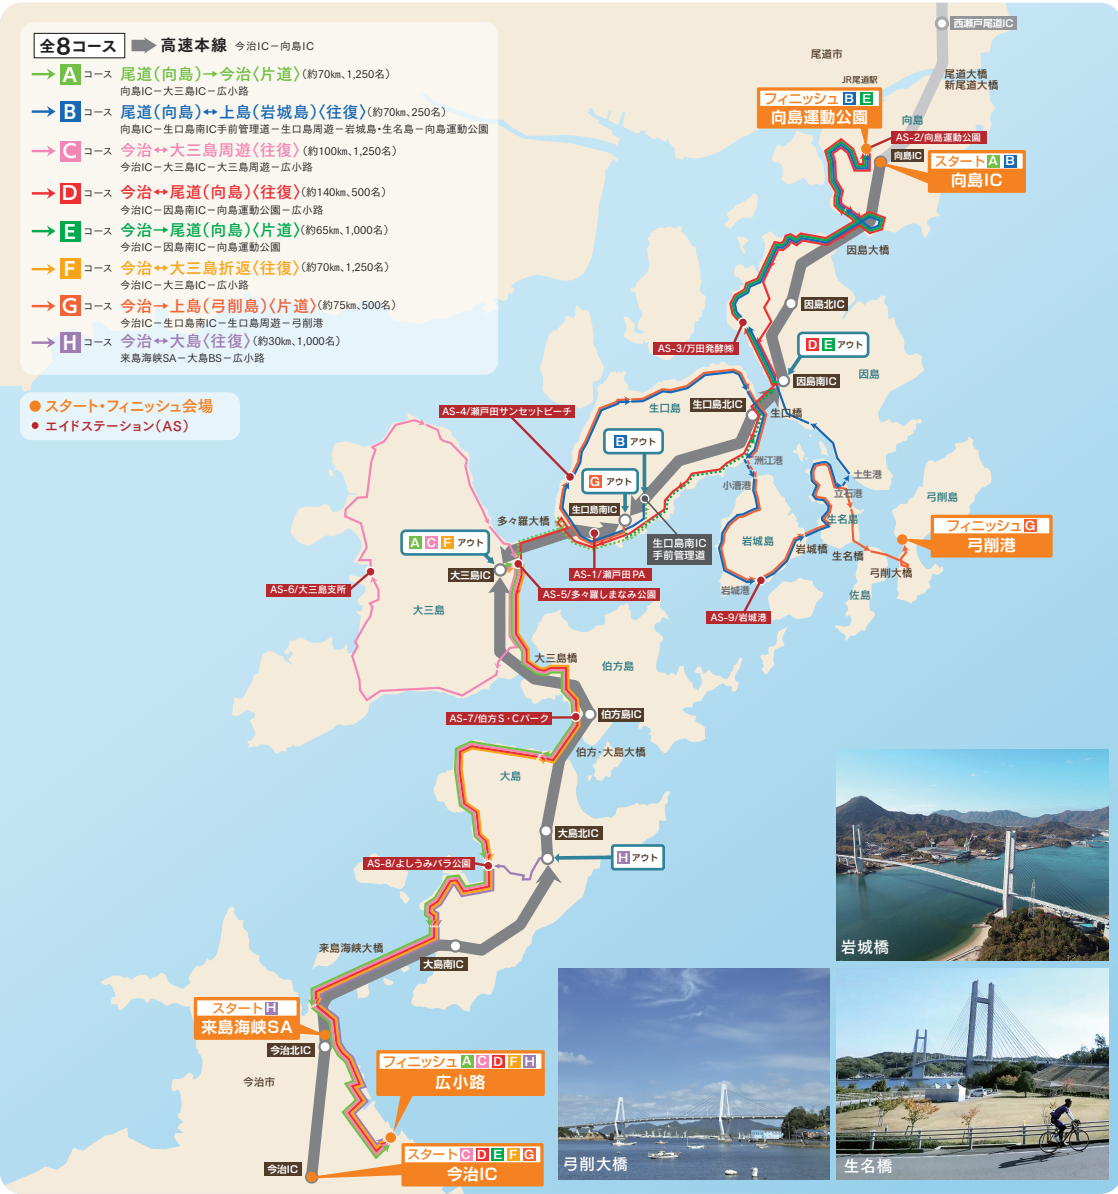 全8コース
高速本線 今治IC－向島IC
A コース 尾道(向島)→今治〈片道〉(約70km、1,250名)
向島IC－大三島IC－広小路
B コース 尾道(向島)↔上島(岩城島)〈往復〉(約70km、250名)
向島IC－生口島南IC手前管理道－生口島周遊－岩城島・生名島－向島運動公園
C コース 今治↔大三島周遊〈往復〉(約100km、1,250名)
今治IC－大三島IC－大三島周遊－広小路
D コース 今治↔尾道(向島)〈往復〉(約140km、500名)
今治IC－因島南IC－向島運動公園－広小路
E コース 今治→尾道(向島)〈片道〉(約65km、1,000名)
今治IC－因島南IC－向島運動公園
F コース 今治↔大三島折返〈往復〉(約70km、1,250名)
今治IC－大三島IC－広小路
G コース 今治→上島(弓削島)〈片道〉(約75km、500名)
今治IC－生口島南IC－生口島周遊－弓削港
H コース 今治↔大島〈往復〉(約30km、1,000名)
来島海峡SA－大島BS－広小路
スタート・フィニッシュ会場
エイドステーション(AS)
西瀬戸尾道IC
尾道市
JR尾道駅
尾道大橋
新尾道大橋
フィニッシュ B E
向島運動公園
向島
AS-2/向島運動公園
向島IC
スタート A B
向島IC
因島大橋
因島北IC
AS-3/万田発酵㈱
D E アウト
因島南IC
因島
生口島
生口島北IC
生口橋
AS-4/瀬戸田サンセットビーチ
B アウト
G アウト
洲江港
小漕港
土生港
立石港
生口島南IC
多々羅大橋
生名島
弓削島
フィニッシュ G
弓削港
A C F アウト
生口島南IC
手前管理道
岩城島
岩城橋
生名橋
弓削大橋
大三島IC
AS-1/瀬戸田PA
AS-6/大三島支所
AS-5/多々羅しまなみ公園
岩城港
佐島
大三島
AS-9/岩城港
大三島橋
伯方島
AS-7/伯方S・Cパーク
伯方島IC
伯方・大島大橋
大島
大島北IC
AS-8/よしうみバラ公園
H アウト
来島海峡大橋
大島南IC
岩城橋
スタート H
来島海峡SA
今治北IC
今治市
フィニッシュ A C D F H
広小路
スタート C D E F G
今治IC
今治IC
弓削大橋
生名橋